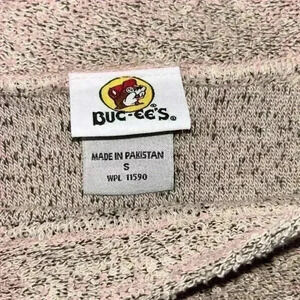 BUC-EE'S®
MADE IN PAKISTAN
S
WPL 11590